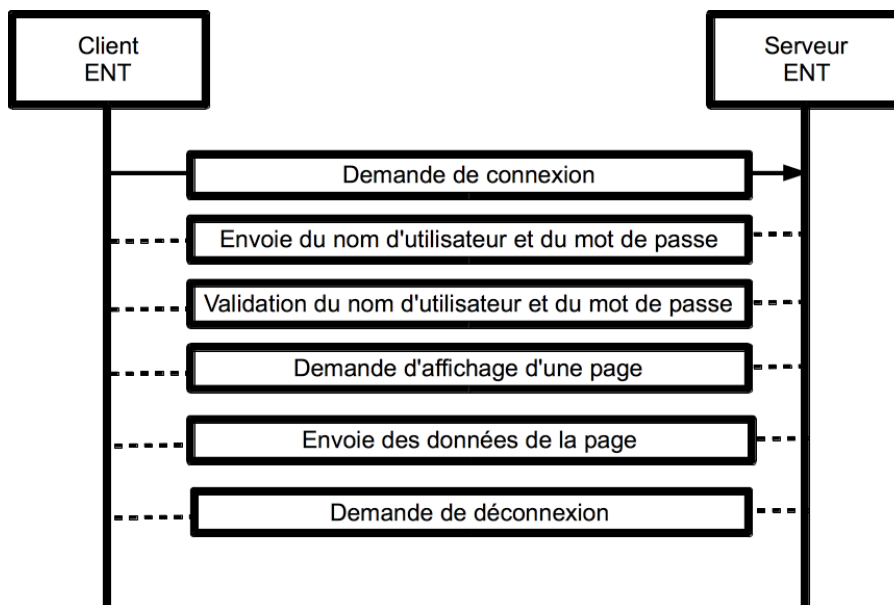 Client
ENT
Serveur
ENT
Demande de connexion
Envoie du nom d'utilisateur et du mot de passe
Validation du nom d'utilisateur et du mot de passe
Demande d'affichage d'une page
Envoie des données de la page
Demande de déconnexion